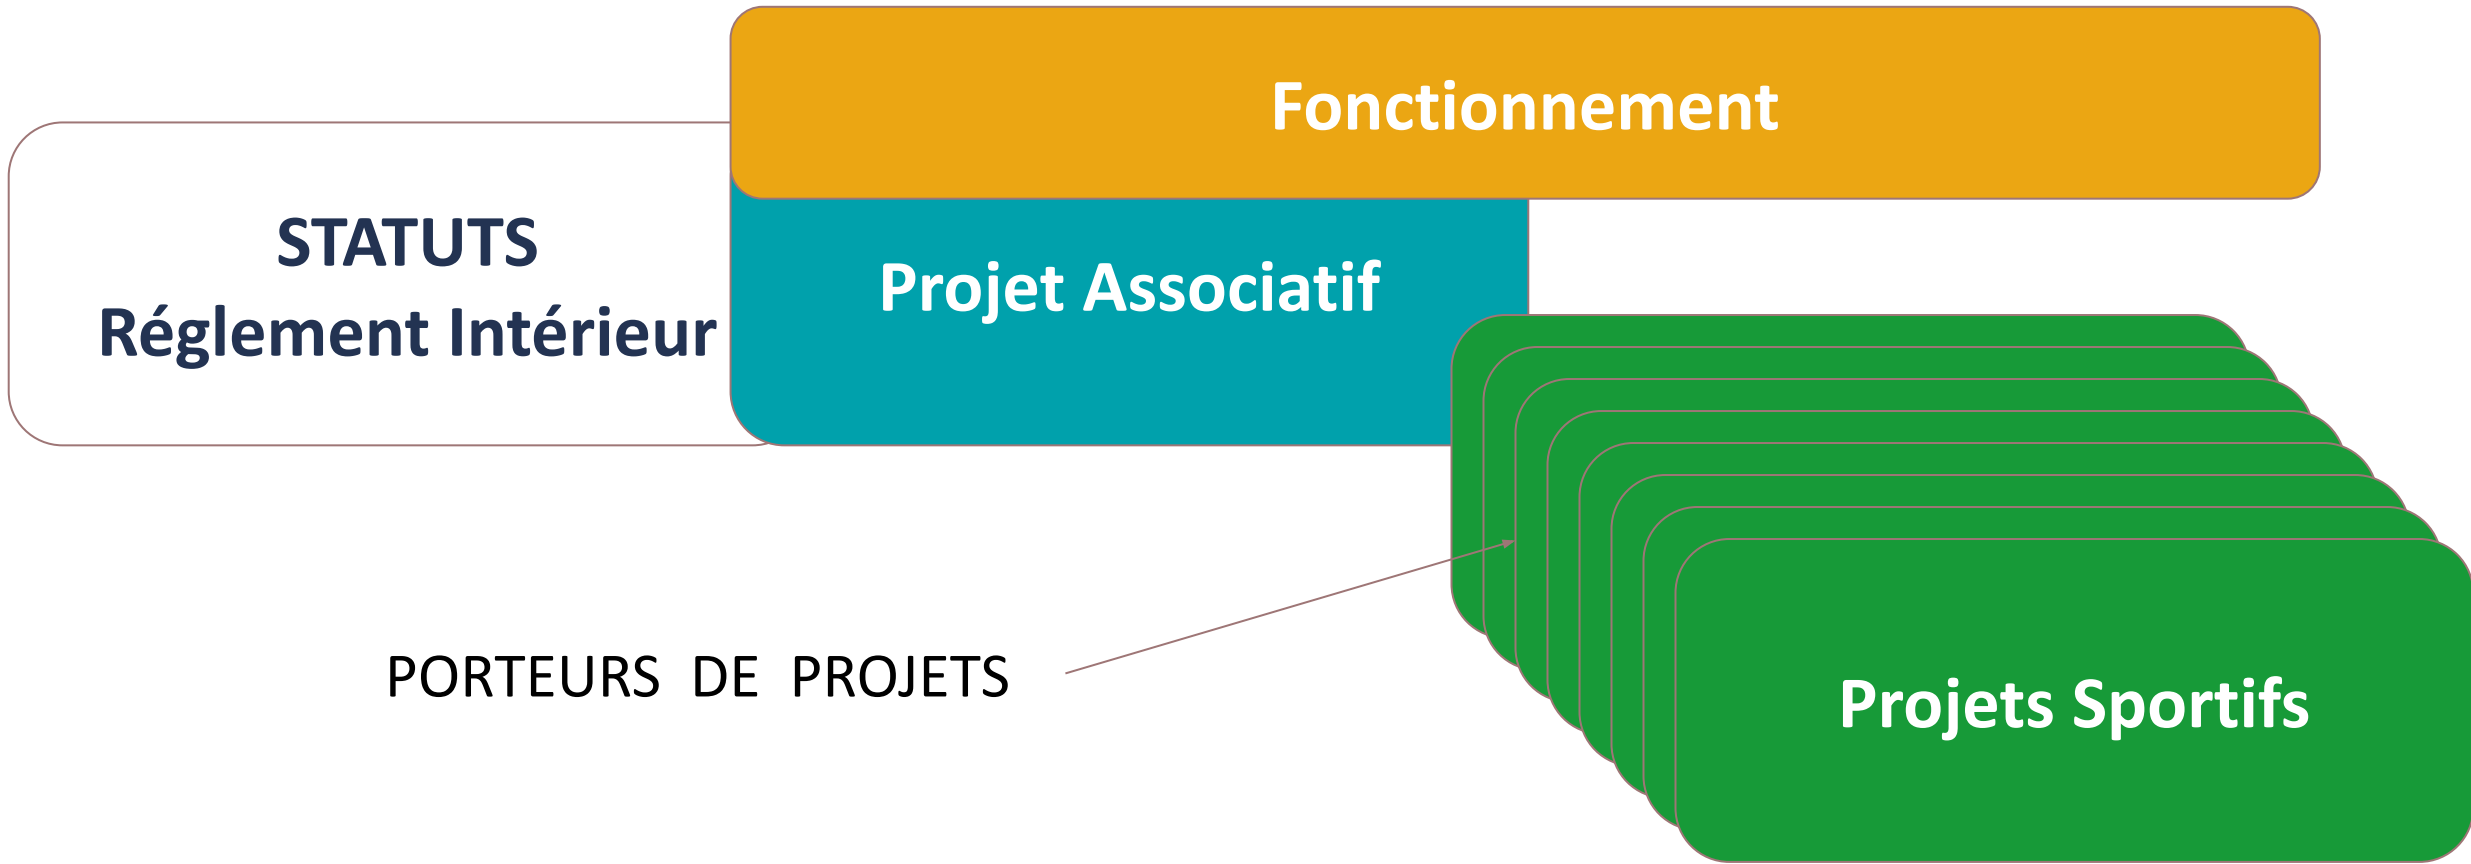 Fonctionnement
STATUTS
Réglement Intérieur
Projet Associatif
PORTEURS DE PROJETS
Projets Sportifs